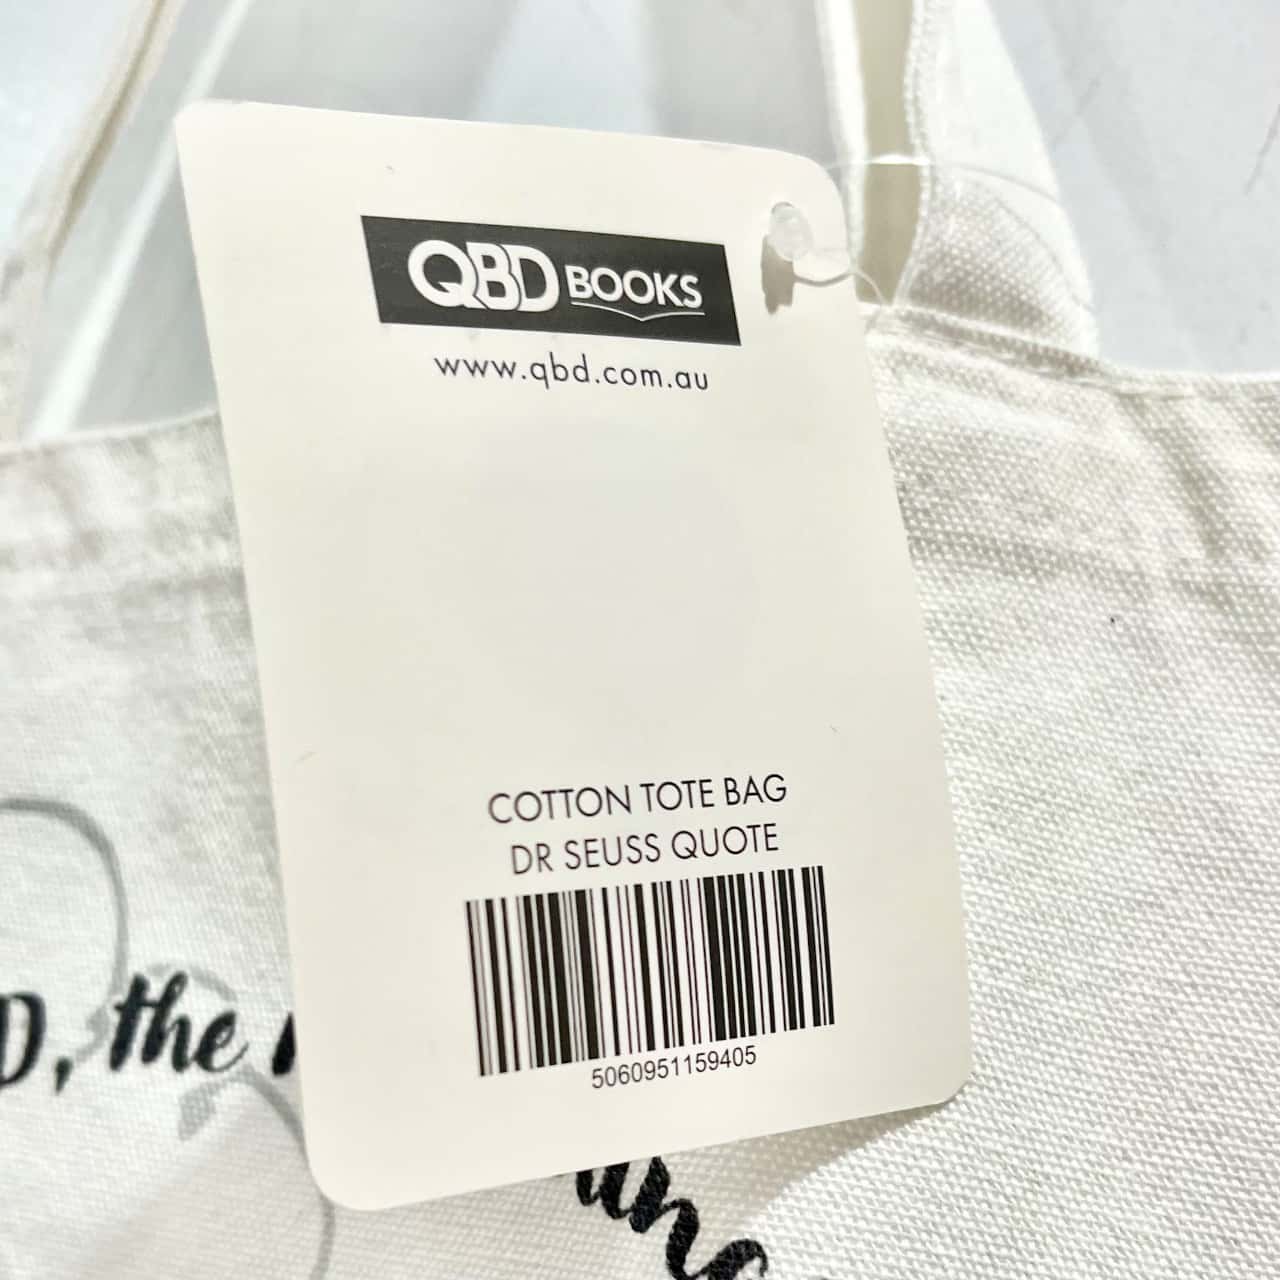 QBD BOOKS
www.qbd.com.au
COTTON TOTE BAG
DR SEUSS QUOTE
5060951159405
D, the